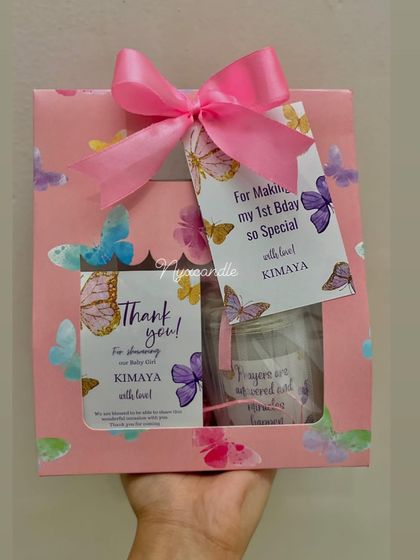 For Making
my 1st Bday
so Special
with love!
KIMAYA
Nyxcandle
Thank
you!
For showering
our Baby Girl
KIMAYA
with love!
We are blessed to be able to share this
wonderful occasion with you.
Thank you for coming
Prayers are
answered and
miracles
happen